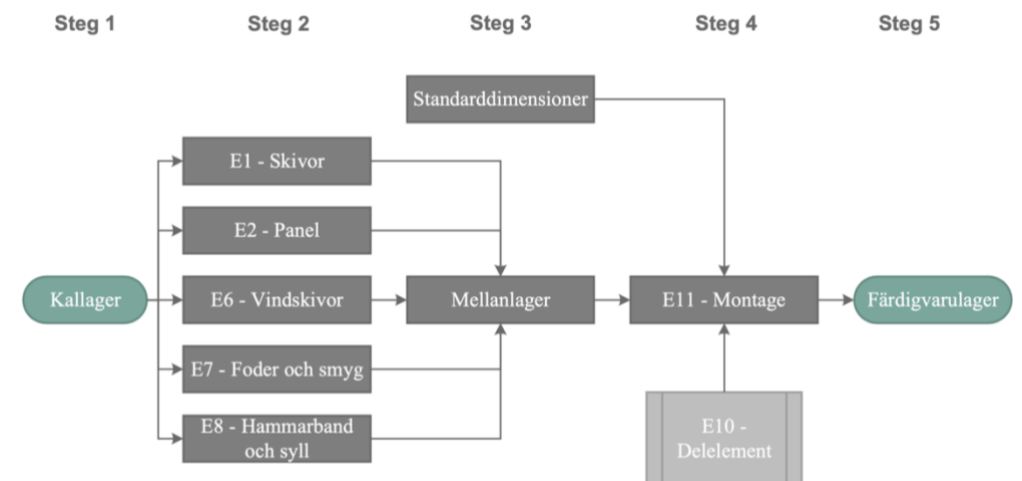 Steg 1
Steg 2
Steg 3
Steg 4
Steg 5
Standarddimensioner
E1 - Skivor
E2 - Panel
Kallager
E6 - Vindskivor
Mellanlager
E11 - Montage
Färdigvarulager
E7 - Foder och smyg
E8 - Hammarband
och syll
E10 -
Delelement